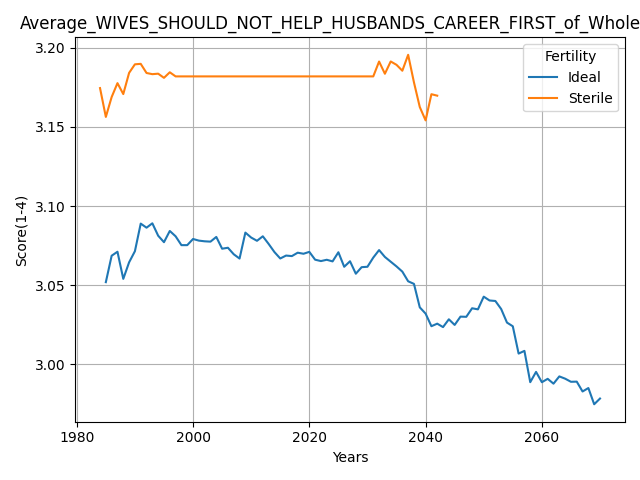 Average_WIVES_SHOULD_NOT_HELP_HUSBANDS_CAREER_FIRST_of_Whole
Fertility
Ideal
Sterile
3.20
3.15
3.10
3.05
3.00
Score(1-4)
1980
2000
2020
2040
2060
Years